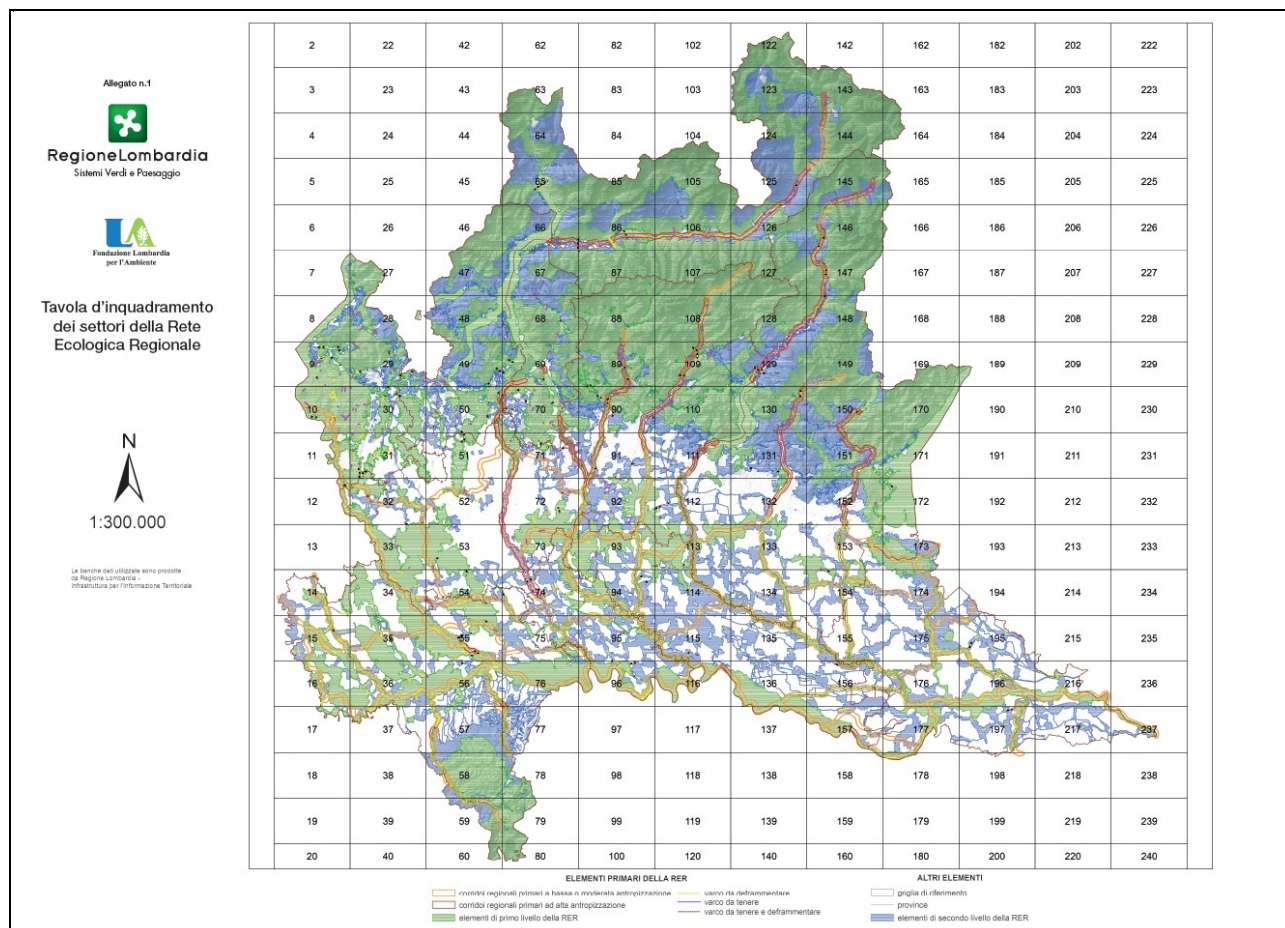 Allegato n.1
RegioneLombardia
Sistemi Verdi e Paesaggio
Fondazione Lombardia
per l'Ambiente
Tavola d'inquadramento
dei settori della Rete
Ecologica Regionale
N
1:300.000
Le banche dati utilizzate sono prodotte
da Regione Lombardia -
Infrastruttura per l'Informazione Territoriale
2 22 42 62 82 102 122 142 162 182 202 222
3 23 43 63 83 103 123 143 163 183 203 223
4 24 44 64 84 104 124 144 164 184 204 224
5 25 45 65 85 105 125 145 165 185 205 225
6 26 46 66 86 106 126 146 166 186 206 226
7 27 47 67 87 107 127 147 167 187 207 227
8 28 48 68 88 108 128 148 168 188 208 228
9 29 49 69 89 109 129 149 169 189 209 229
10 30 50 70 90 110 130 150 170 190 210 230
11 31 51 71 91 111 131 151 171 191 211 231
12 32 52 72 92 112 132 152 172 192 212 232
13 33 53 73 93 113 133 153 173 193 213 233
14 34 54 74 94 114 134 154 174 194 214 234
15 35 55 75 95 115 135 155 175 195 215 235
16 36 56 76 96 116 136 156 176 196 216 236
17 37 57 77 97 117 137 157 177 197 217 237
18 38 58 78 98 118 138 158 178 198 218 238
19 39 59 79 99 119 139 159 179 199 219 239
20 40 60 80 100 120 140 160 180 200 220 240
ELEMENTI PRIMARI DELLA RER
corridoi regionali primari a bassa o moderata antropizzazione
corridoi regionali primari ad alta antropizzazione
elementi di primo livello della RER
varco da deframmentare
varco da tenere
varco da tenere e deframmentare
ALTRI ELEMENTI
griglia di riferimento
province
elementi di secondo livello della RER